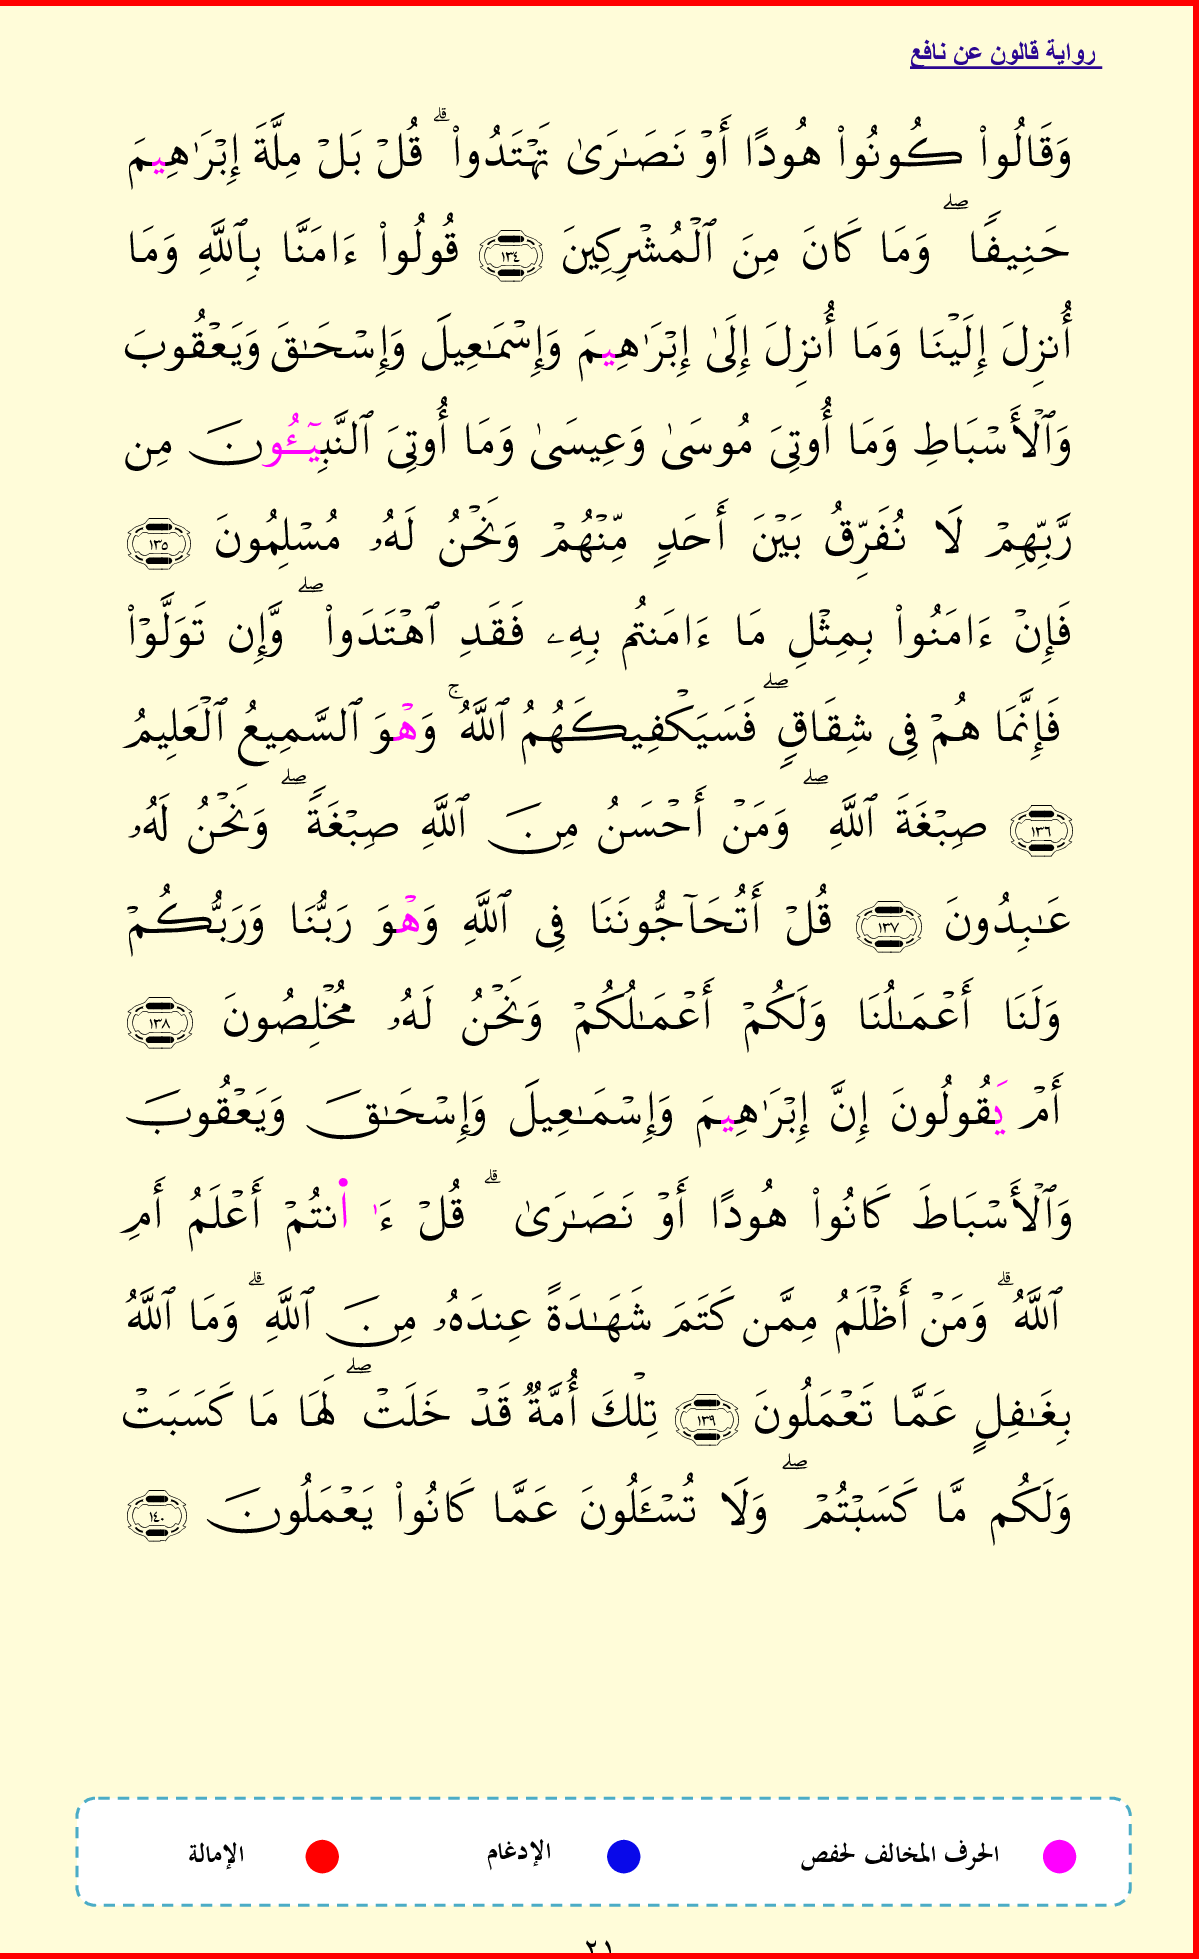 رواية قالون عن نافع
وَقَالُوا۟ كُونُوا۟ هُودًا أَوْ نَصَـٰرَىٰ تَهْتَدُوا۟ ۗ قُلْ بَلْ مِلَّةَ إِبْرَٰهِيمَ
حَنِيفًا ۖ وَمَا كَانَ مِنَ ٱلْمُشْرِكِينَ ١٣٤ قُولُوا۟ ءَامَنَّا بِٱللَّهِ وَمَا
أُنزِلَ إِلَيْنَا وَمَا أُنزِلَ إِلَىٰ إِبْرَٰهِيمَ وَإِسْمَـٰعِيلَ وَإِسْحَـٰقَ وَيَعْقُوبَ
وَٱلْأَسْبَاطِ وَمَا أُوتِىَ مُوسَىٰ وَعِيسَىٰ وَمَا أُوتِىَ ٱلنَّبِيٓـُٔونَ مِن
رَّبِّهِمْ لَا نُفَرِّقُ بَيْنَ أَحَدٍ مِّنْهُمْ وَنَحْنُ لَهُۥ مُسْلِمُونَ ١٣٥
فَإِنْ ءَامَنُوا۟ بِمِثْلِ مَا ءَامَنتُم بِهِۦ فَقَدِ ٱهْتَدَوا۟ ۖ وَّإِن تَوَلَّوْا۟
فَإِنَّمَا هُمْ فِى شِقَاقٍ ۖ فَسَيَكْفِيكَهُمُ ٱللَّهُ ۚ وَهْوَ ٱلسَّمِيعُ ٱلْعَلِيمُ
١٣٦ صِبْغَةَ ٱللَّهِ ۖ وَمَنْ أَحْسَنُ مِنَ ٱللَّهِ صِبْغَةً ۖ وَنَحْنُ لَهُۥ
عَـٰبِدُونَ ١٣٧ قُلْ أَتُحَآجُّونَنَا فِى ٱللَّهِ وَهْوَ رَبُّنَا وَرَبُّكُمْ
وَلَنَا أَعْمَـٰلُنَا وَلَكُمْ أَعْمَـٰلُكُمْ وَنَحْنُ لَهُۥ مُخْلِصُونَ ١٣٨
أَمْ يَقُولُونَ إِنَّ إِبْرَٰهِيمَ وَإِسْمَـٰعِيلَ وَإِسْحَـٰقَ وَيَعْقُوبَ
وَٱلْأَسْبَاطَ كَانُوا۟ هُودًا أَوْ نَصَـٰرَىٰ ۗ قُلْ ءَٰا۬نتُمْ أَعْلَمُ أَمِ
ٱللَّهُ ۗ وَمَنْ أَظْلَمُ مِمَّن كَتَمَ شَهَـٰدَةً عِندَهُۥ مِنَ ٱللَّهِ ۗ وَمَا ٱللَّهُ
بِغَـٰفِلٍ عَمَّا تَعْمَلُونَ ١٣٩ تِلْكَ أُمَّةٌ قَدْ خَلَتْ ۖ لَهَا مَا كَسَبَتْ
وَلَكُم مَّا كَسَبْتُمْ ۖ وَلَا تُسْـَٔلُونَ عَمَّا كَانُوا۟ يَعْمَلُونَ ١٤٠
الحرف المخالف لحفص الإدغام الإمالة
٢١